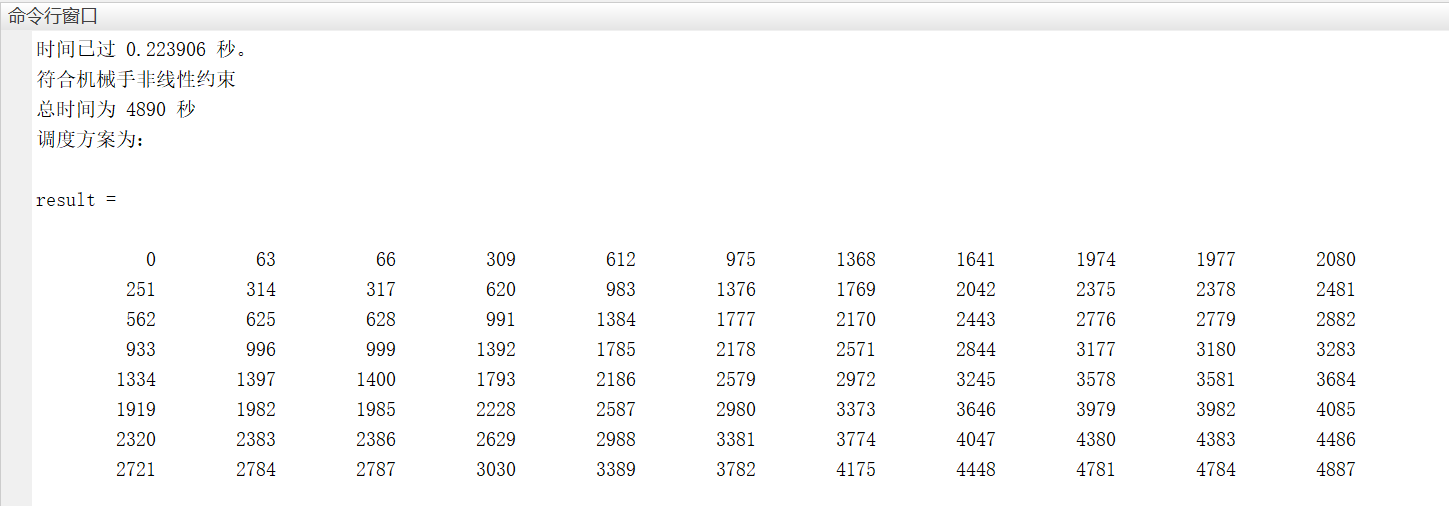 命令行窗口
时间已过 0.223906 秒。
符合机械手非线性约束
总时间为 4890 秒
调度方案为:
result =
0 63 66 309 612 975 1368 1641 1974 1977 2080
251 314 317 620 983 1376 1769 2042 2375 2378 2481
562 625 628 991 1384 1777 2170 2443 2776 2779 2882
933 996 999 1392 1785 2178 2571 2844 3177 3180 3283
1334 1397 1400 1793 2186 2579 2972 3245 3578 3581 3684
1919 1982 1985 2228 2587 2980 3373 3646 3979 3982 4085
2320 2383 2386 2629 2988 3381 3774 4047 4380 4383 4486
2721 2784 2787 3030 3389 3782 4175 4448 4781 4784 4887